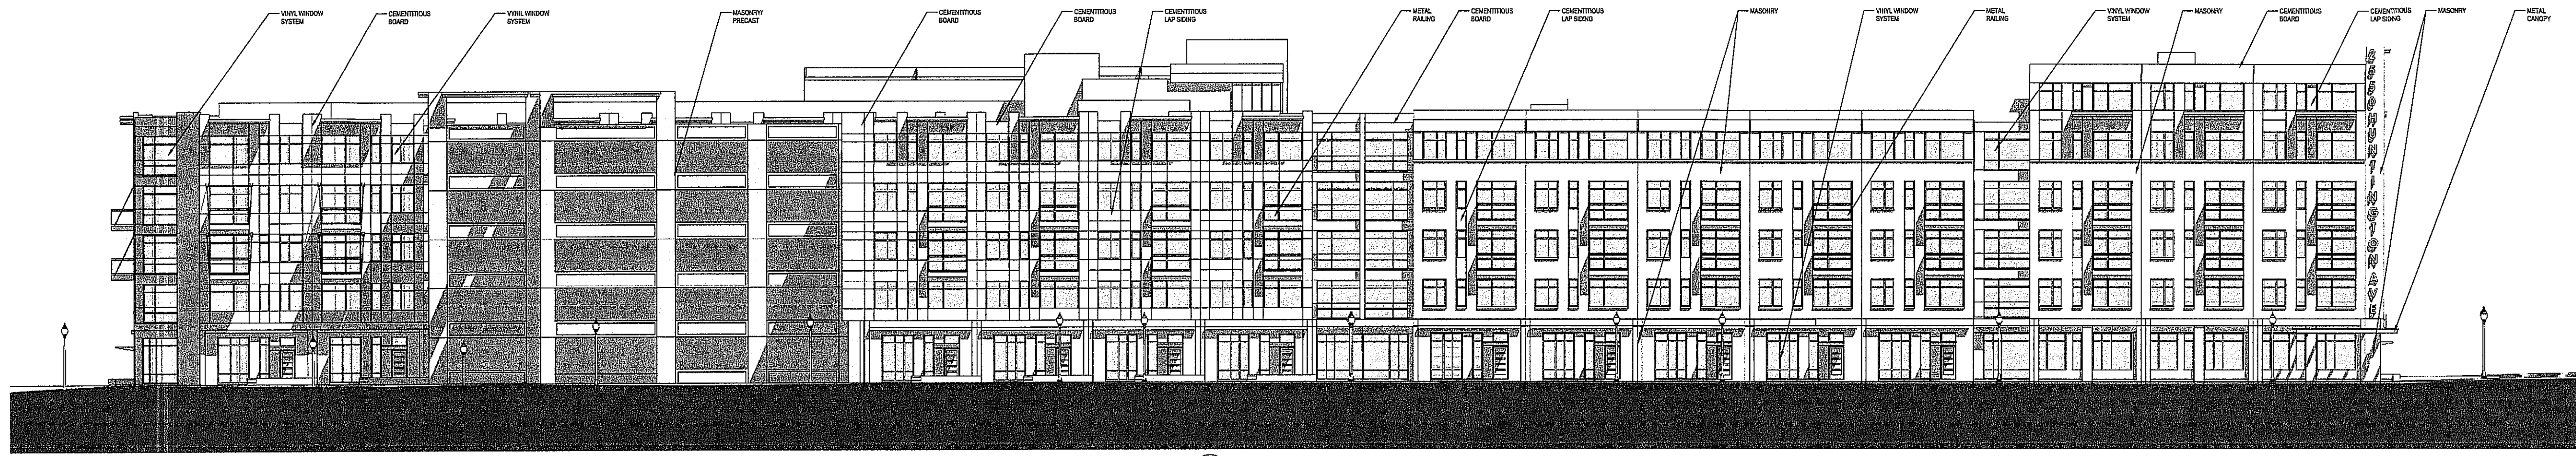 VINYL WINDOW
SYSTEM
CEMENTITIOUS
BOARD
VYNIL WINDOW
SYSTEM
MASONRY/
PRECAST
CEMENTITIOUS
BOARD
CEMENTITIOUS
BOARD
CEMENTITIOUS
LAP SIDING
METAL
RAILING
CEMENTITIOUS
BOARD
CEMENTITIOUS
LAP SIDING
MASONRY
VINYL WINDOW
SYSTEM
METAL
RAILING
VINYL WINDOW
SYSTEM
MASONRY
CEMENTITIOUS
BOARD
CEMENTITIOUS
LAP SIDING
MASONRY
METAL
CANOPY
HUNTINGTON AVE